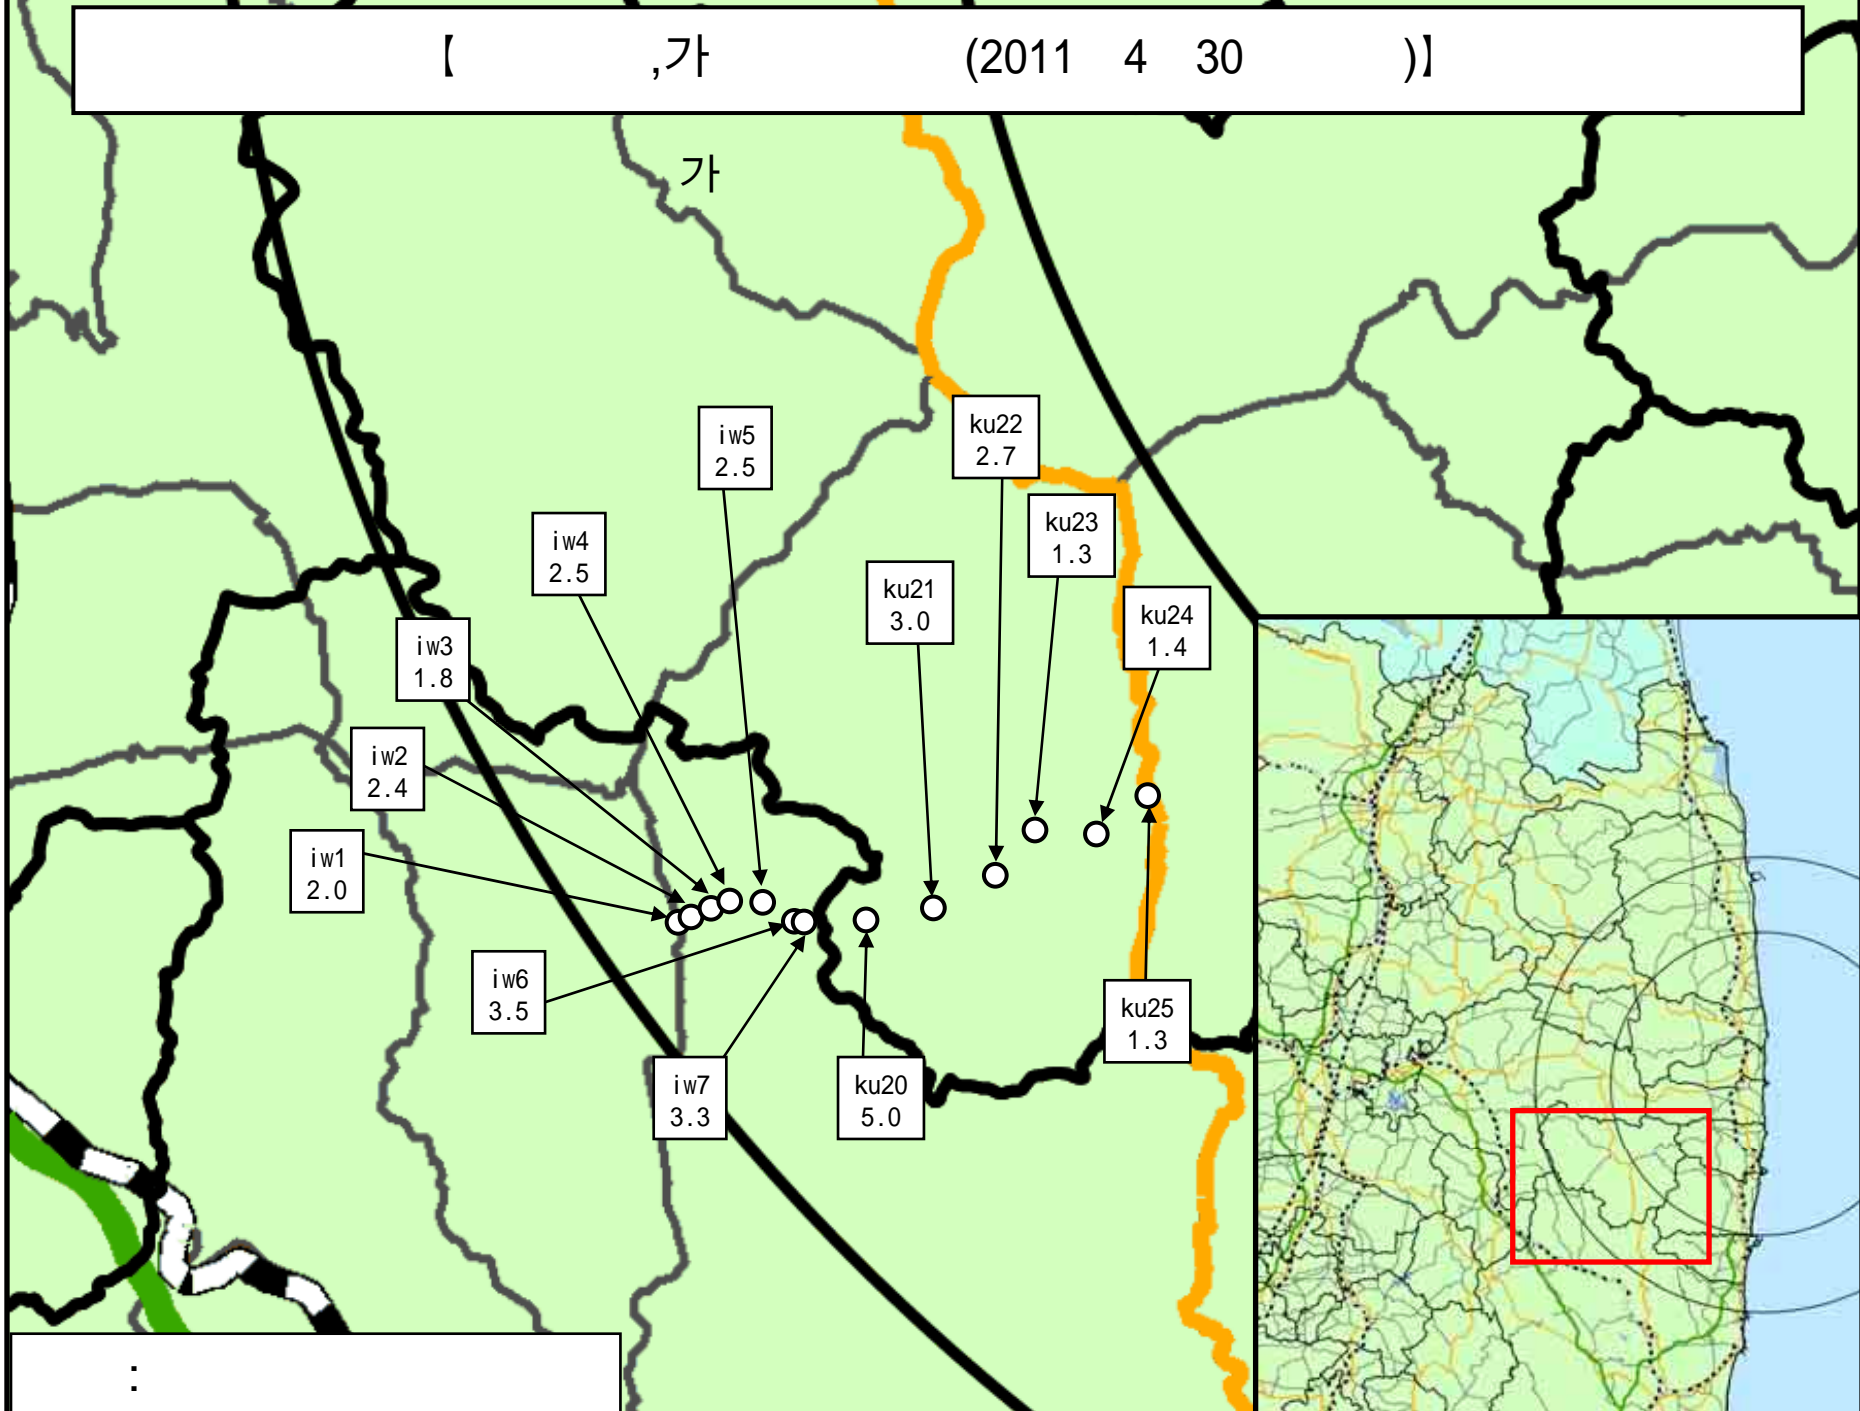 【 ,가 (2011 4 30 )】
가
iw5
2.5
ku22
2.7
iw4
2.5
ku23
1.3
ku21
3.0
ku24
1.4
iw3
1.8
iw2
2.4
iw1
2.0
iw6
3.5
ku25
1.3
iw7
3.3
ku20
5.0
: